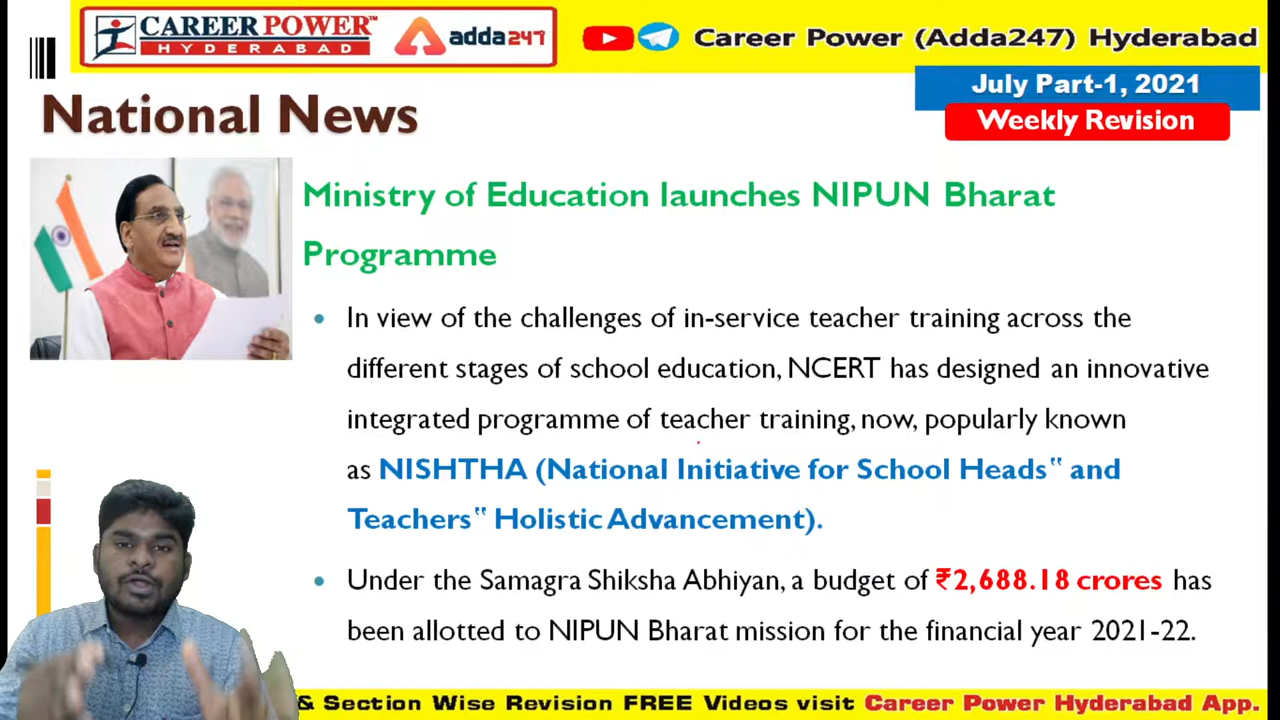 CAREER POWER™
HYDERABAD
adda247
Career Power (Adda247) Hyderabad
July Part-1, 2021
Weekly Revision
National News
Ministry of Education launches NIPUN Bharat
Programme
• In view of the challenges of in-service teacher training across the
different stages of school education, NCERT has designed an innovative
integrated programme of teacher training, now, popularly known
as NISHTHA (National Initiative for School Heads‟ and
Teachers‟ Holistic Advancement).
• Under the Samagra Shiksha Abhiyan, a budget of ₹2,688.18 crores has
been allotted to NIPUN Bharat mission for the financial year 2021-22.
& Section Wise Revision FREE Videos visit Career Power Hyderabad App.